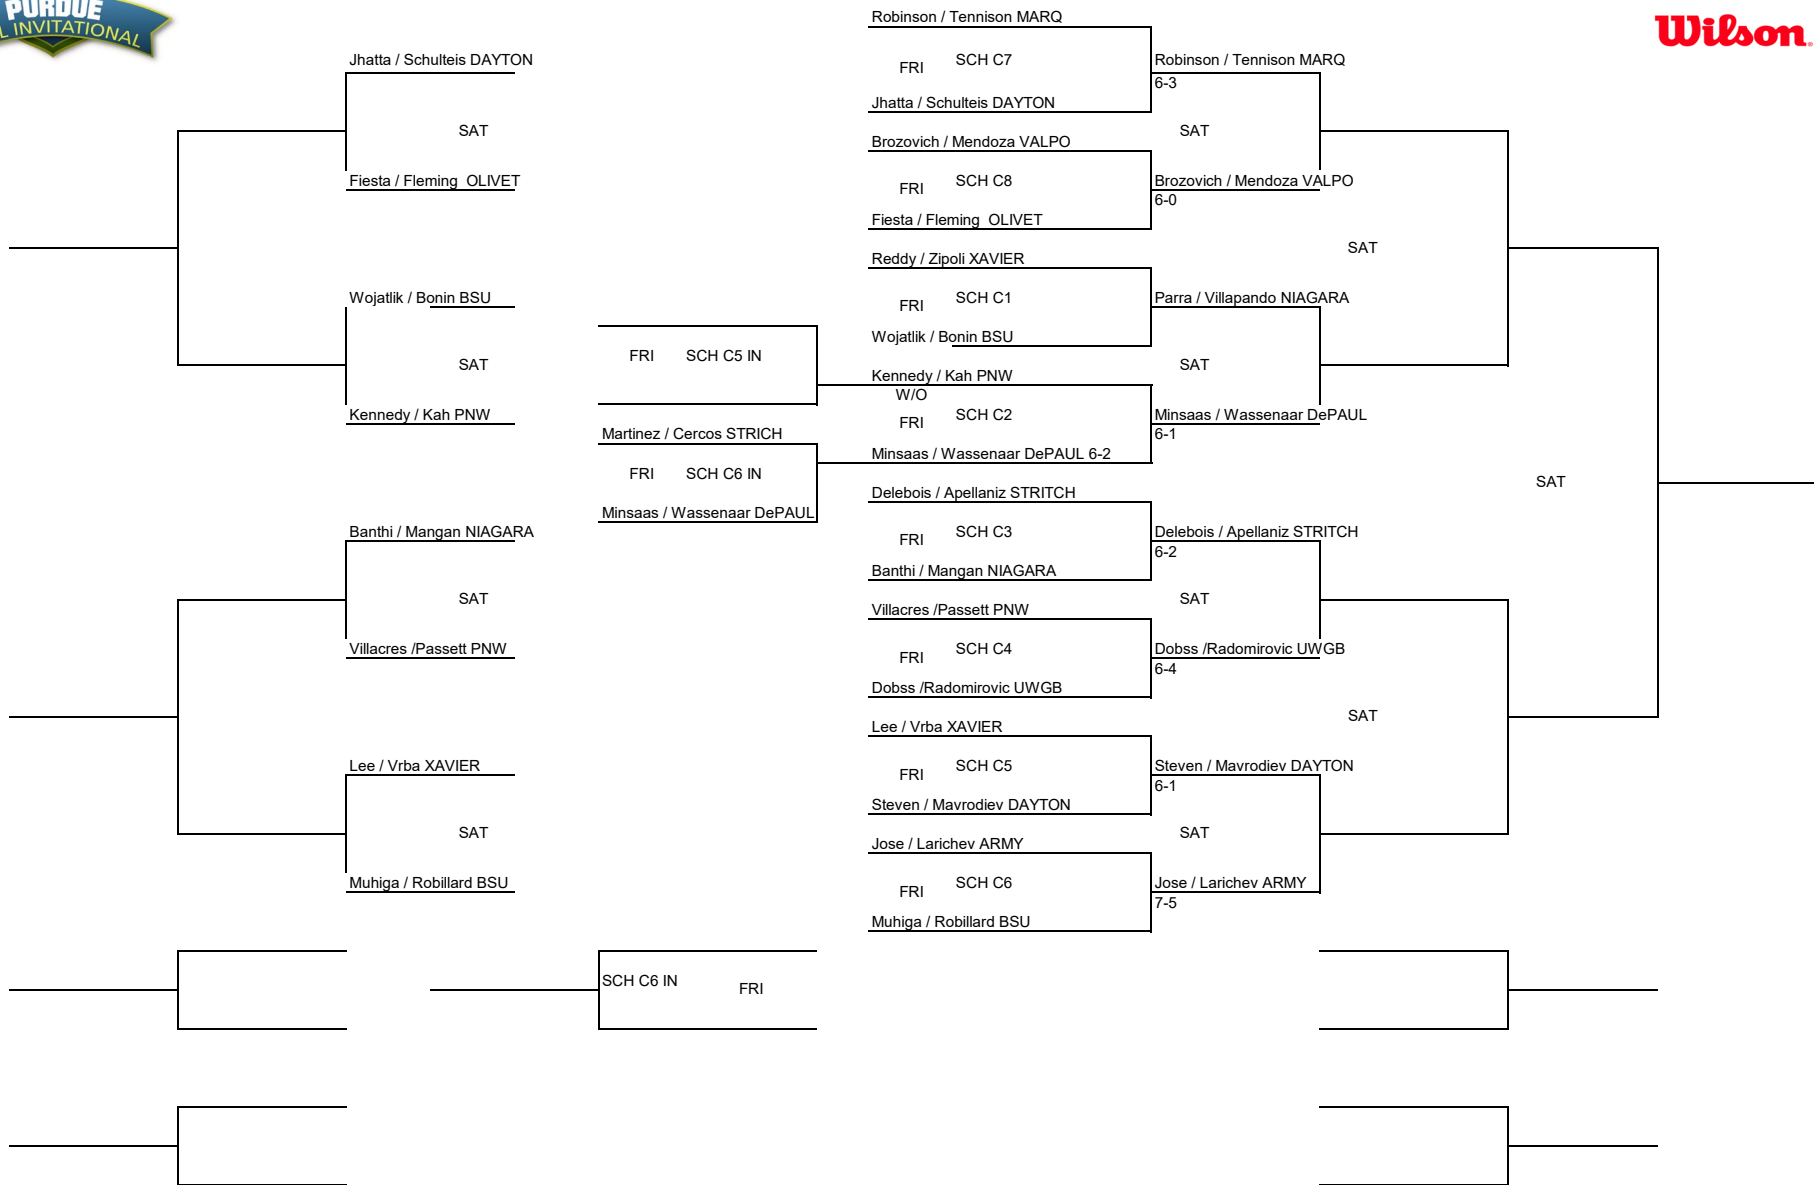 PURDUE
L INVITATIONAL
Wilson.
Robinson / Tennison MARQ
Jhatta / Schulteis DAYTON
FRI SCH C7
Robinson / Tennison MARQ
6-3
Jhatta / Schulteis DAYTON
SAT
SAT
Brozovich / Mendoza VALPO
Fiesta / Fleming OLIVET
FRI SCH C8
Brozovich / Mendoza VALPO
6-0
Fiesta / Fleming OLIVET
SAT
Reddy / Zipoli XAVIER
Wojatlik / Bonin BSU
FRI SCH C1
Parra / Villapando NIAGARA
Wojatlik / Bonin BSU
FRI SCH C5 IN
SAT
SAT
Kennedy / Kah PNW
W/O
Kennedy / Kah PNW
FRI SCH C2
Minsaas / Wassenaar DePAUL
6-1
Martinez / Cercos STRICH
Minsaas / Wassenaar DePAUL 6-2
FRI SCH C6 IN
SAT
Delebois / Apellaniz STRITCH
Minsaas / Wassenaar DePAUL
Banthi / Mangan NIAGARA
FRI SCH C3
Delebois / Apellaniz STRITCH
6-2
Banthi / Mangan NIAGARA
SAT
SAT
Villacres /Passett PNW
Villacres /Passett PNW
FRI SCH C4
Dobss /Radomirovic UWGB
6-4
Dobss /Radomirovic UWGB
SAT
Lee / Vrba XAVIER
Lee / Vrba XAVIER
FRI SCH C5
Steven / Mavrodiev DAYTON
6-1
Steven / Mavrodiev DAYTON
SAT
SAT
Jose / Larichev ARMY
Muhiga / Robillard BSU
FRI SCH C6
Jose / Larichev ARMY
7-5
Muhiga / Robillard BSU
SCH C6 IN FRI